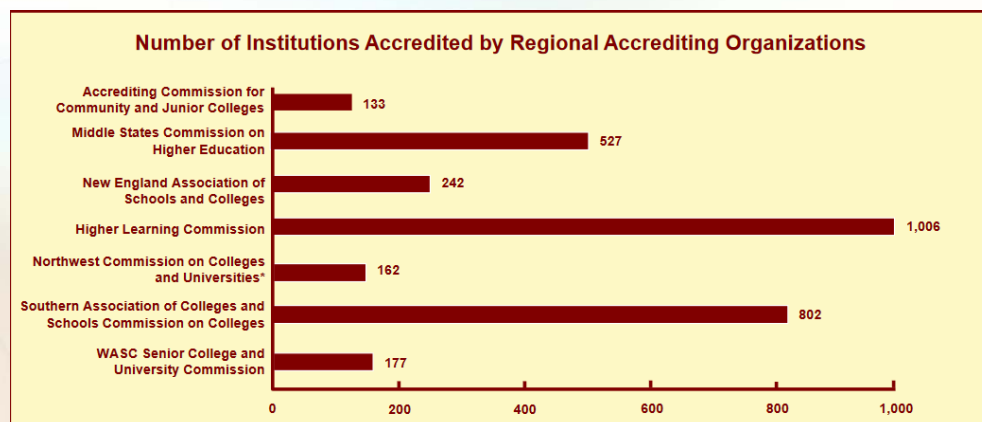 Number of Institutions Accredited by Regional Accrediting Organizations
Accrediting Commission for
Community and Junior Colleges
133
Middle States Commission on
Higher Education
527
New England Association of
Schools and Colleges
242
Higher Learning Commission
1,006
Northwest Commission on Colleges
and Universities*
162
Southern Association of Colleges and
Schools Commission on Colleges
802
WASC Senior College and
University Commission
177
0 200 400 600 800 1,000